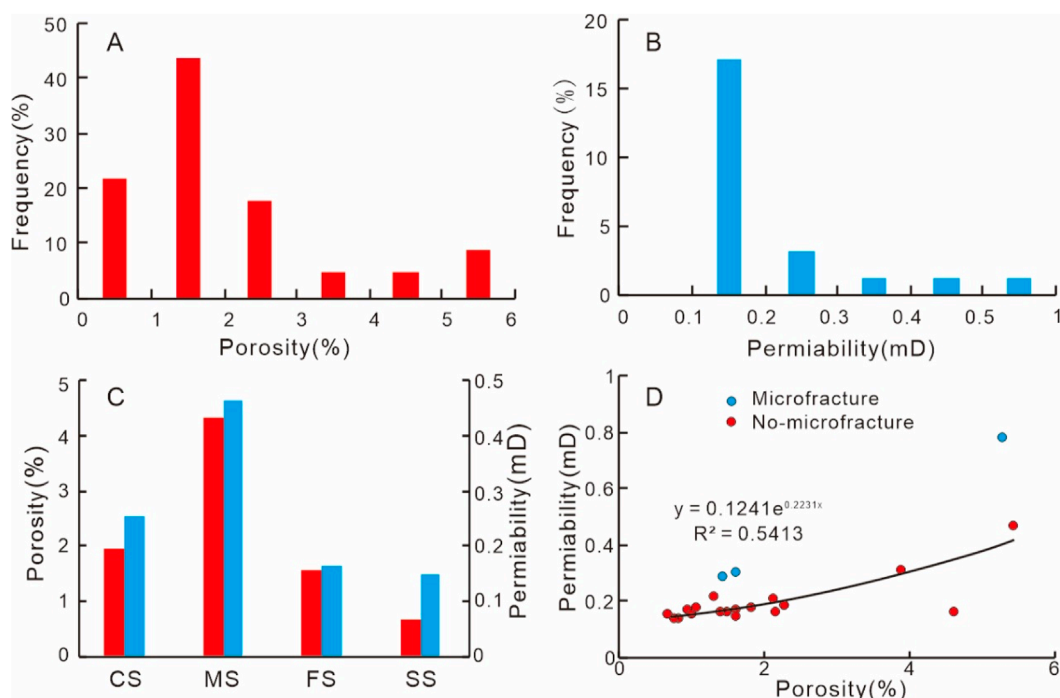 A
50
40
30
20
10
0
Frequency(%)
0 1 2 3 4 5 6
Porosity(%)
B
20
15
10
5
0
Frequency(%)
0 0.1 0.2 0.3 0.4 0.5 1
Permiability(mD)
C
5
4
3
2
1
0
Porosity(%)
0.5
0.4
0.3
0.2
0.1
0
Permiability(mD)
CS MS FS SS
D
1
0.8
0.6
0.4
0.2
0
Permiability(mD)
Microfracture
No-microfracture
y = 0.1241e^0.2231x
R² = 0.5413
0 2 4 6
Porosity(%)